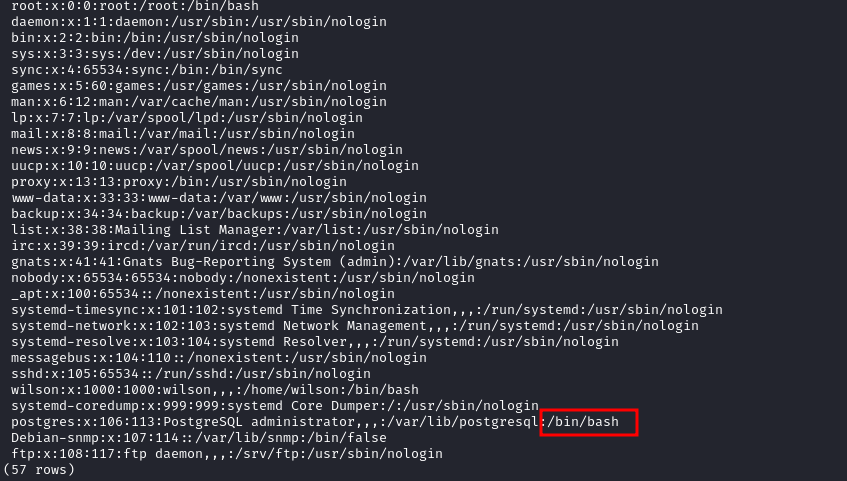 root:x:0:0:root:/root:/bin/bash
daemon:x:1:1:daemon:/usr/sbin:/usr/sbin/nologin
bin:x:2:2:bin:/bin:/usr/sbin/nologin
sys:x:3:3:sys:/dev:/usr/sbin/nologin
sync:x:4:65534:sync:/bin:/bin/sync
games:x:5:60:games:/usr/games:/usr/sbin/nologin
man:x:6:12:man:/var/cache/man:/usr/sbin/nologin
lp:x:7:7:lp:/var/spool/lpd:/usr/sbin/nologin
mail:x:8:8:mail:/var/mail:/usr/sbin/nologin
news:x:9:9:news:/var/spool/news:/usr/sbin/nologin
uucp:x:10:10:uucp:/var/spool/uucp:/usr/sbin/nologin
proxy:x:13:13:proxy:/bin:/usr/sbin/nologin
www-data:x:33:33:www-data:/var/www:/usr/sbin/nologin
backup:x:34:34:backup:/var/backups:/usr/sbin/nologin
list:x:38:38:Mailing List Manager:/var/list:/usr/sbin/nologin
irc:x:39:39:ircd:/var/run/ircd:/usr/sbin/nologin
gnats:x:41:41:Gnats Bug-Reporting System (admin):/var/lib/gnats:/usr/sbin/nologin
nobody:x:65534:65534:nobody:/nonexistent:/usr/sbin/nologin
_apt:x:100:65534::/nonexistent:/usr/sbin/nologin
systemd-timesync:x:101:102:systemd Time Synchronization,,,:/run/systemd:/usr/sbin/nologin
systemd-network:x:102:103:systemd Network Management,,,:/run/systemd:/usr/sbin/nologin
systemd-resolve:x:103:104:systemd Resolver,,,:/run/systemd:/usr/sbin/nologin
messagebus:x:104:110::/nonexistent:/usr/sbin/nologin
sshd:x:105:65534::/run/sshd:/usr/sbin/nologin
wilson:x:1000:1000:wilson,,,:/home/wilson:/bin/bash
systemd-coredump:x:999:999:systemd Core Dumper:/:/usr/sbin/nologin
postgres:x:106:113:PostgreSQL administrator,,,:/var/lib/postgresql:/bin/bash
Debian-snmp:x:107:114::/var/lib/snmp:/bin/false
ftp:x:108:117:ftp daemon,,,:/srv/ftp:/usr/sbin/nologin
(57 rows)